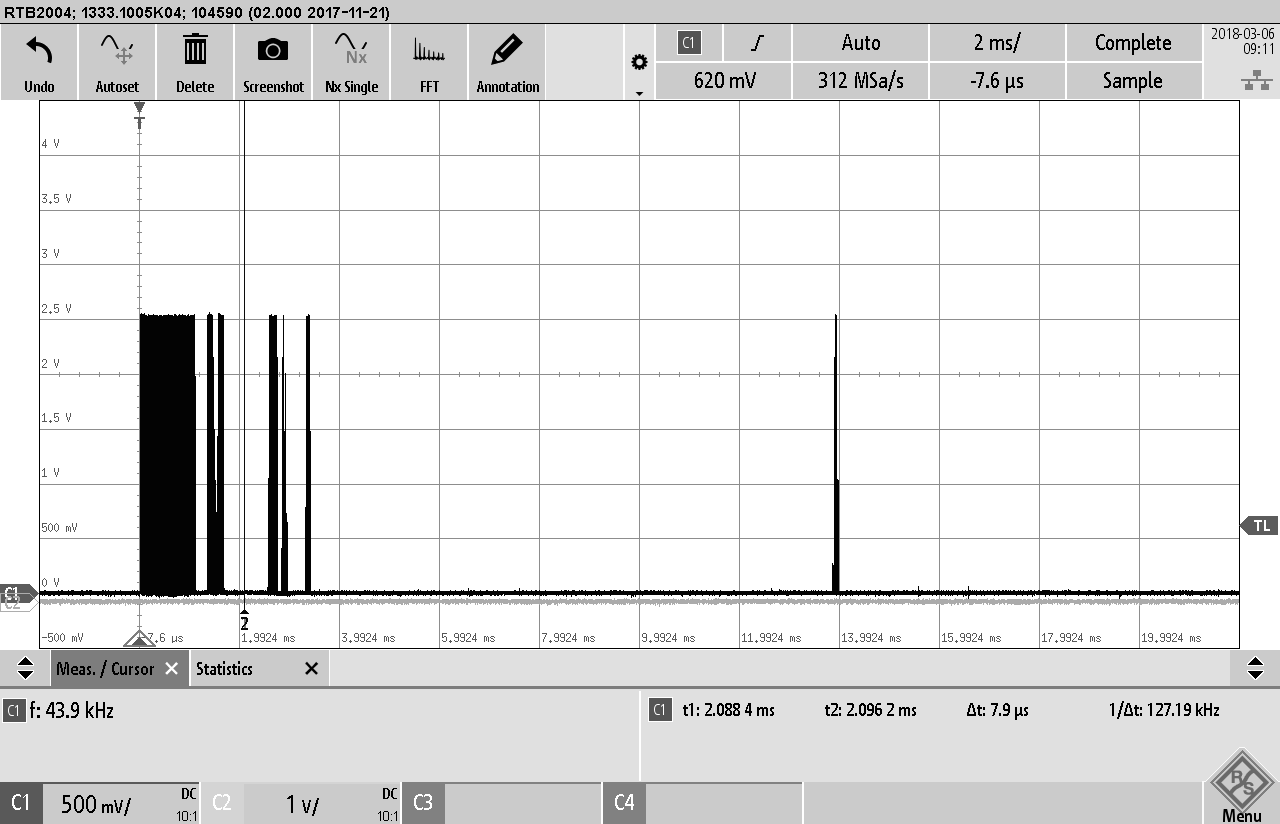 RTB2004; 1333.1005K04; 104590 (02.000 2017-11-21)
Undo
Autoset
Delete
Screenshot
Nx
Nx Single
FFT
Annotation
C1
Auto
2 ms/
Complete
2018-03-06
09:11
620 mV
312 MSa/s
-7.6 µs
Sample
T
4 V
3.5 V
3 V
2.5 V
2 V
1.5 V
1 V
500 mV
TL
0 V
C1
C2
2
-500 mV
-7.6 µs
1,9924 ms
3,9924 ms
5,9924 ms
7,9924 ms
9,9924 ms
11,9924 ms
13,9924 ms
15,9924 ms
17,9924 ms
19,9924 ms
Meas. / Cursor
Statistics
C1 f: 43.9 kHz
C1 t1: 2.088 4 ms t2: 2.096 2 ms Δt: 7.9 µs 1/Δt: 127.19 kHz
C1 500 mV/ DC 10:1
C2 1 V/ DC 10:1
C3
C4
R S
Menu